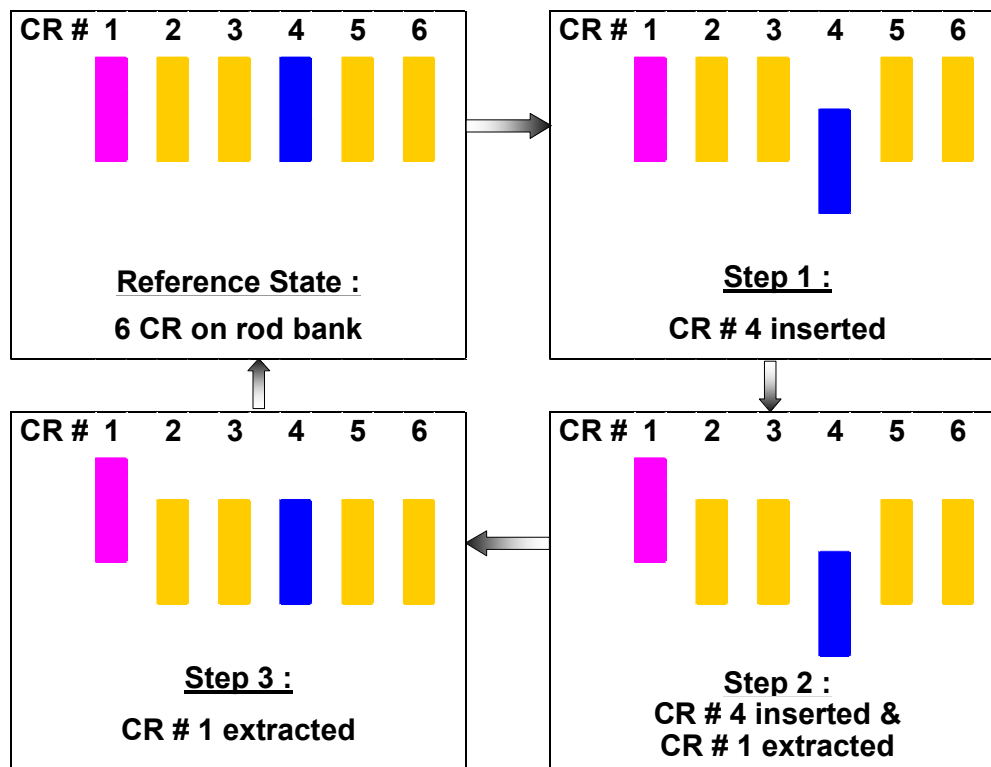 CR # 1 2 3 4 5 6
Reference State :
6 CR on rod bank
CR # 1 2 3 4 5 6
Step 1 :
CR # 4 inserted
CR # 1 2 3 4 5 6
Step 3 :
CR # 1 extracted
CR # 1 2 3 4 5 6
Step 2 :
CR # 4 inserted &
CR # 1 extracted